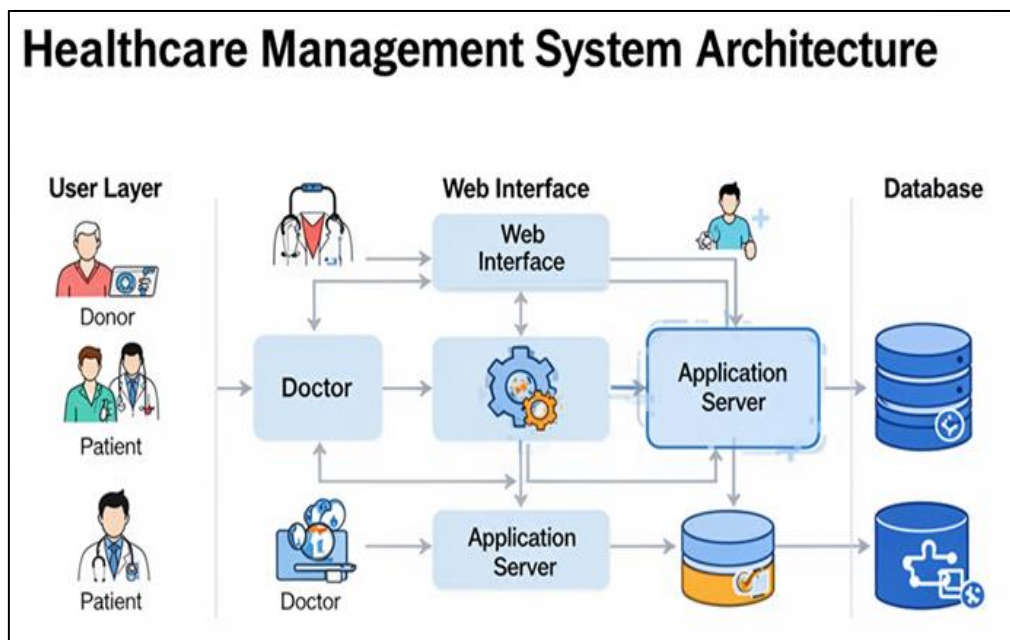 Healthcare Management System Architecture
User Layer
Web Interface
Database
Web
Interface
Donor
Doctor
Application
Server
Patient
Application
Server
Patient
Doctor